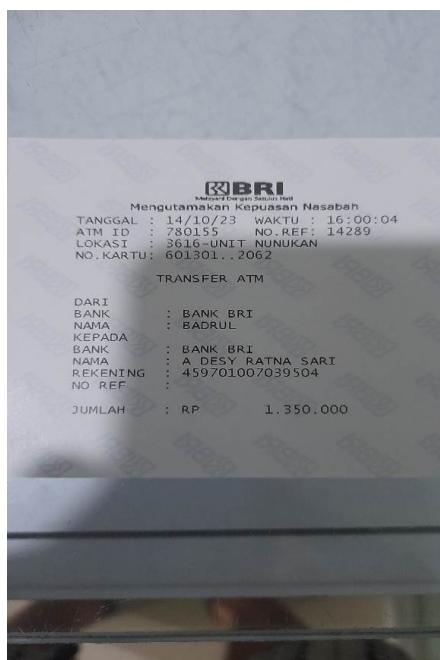 BRI
Melayani Dengan Setulus Hati
Mengutamakan Kepuasan Nasabah
TANGGAL : 14/10/23 WAKTU : 16:00:04
ATM ID : 780155 NO.REF: 14289
LOKASI : 3616-UNIT NUNUKAN
NO.KARTU: 601301..2062
TRANSFER ATM
DARI
BANK : BANK BRI
NAMA : BADRUL
KEPADA
BANK : BANK BRI
NAMA : A DESY RATNA SARI
REKENING : 459701007039504
NO REF :
JUMLAH : RP 1.350.000